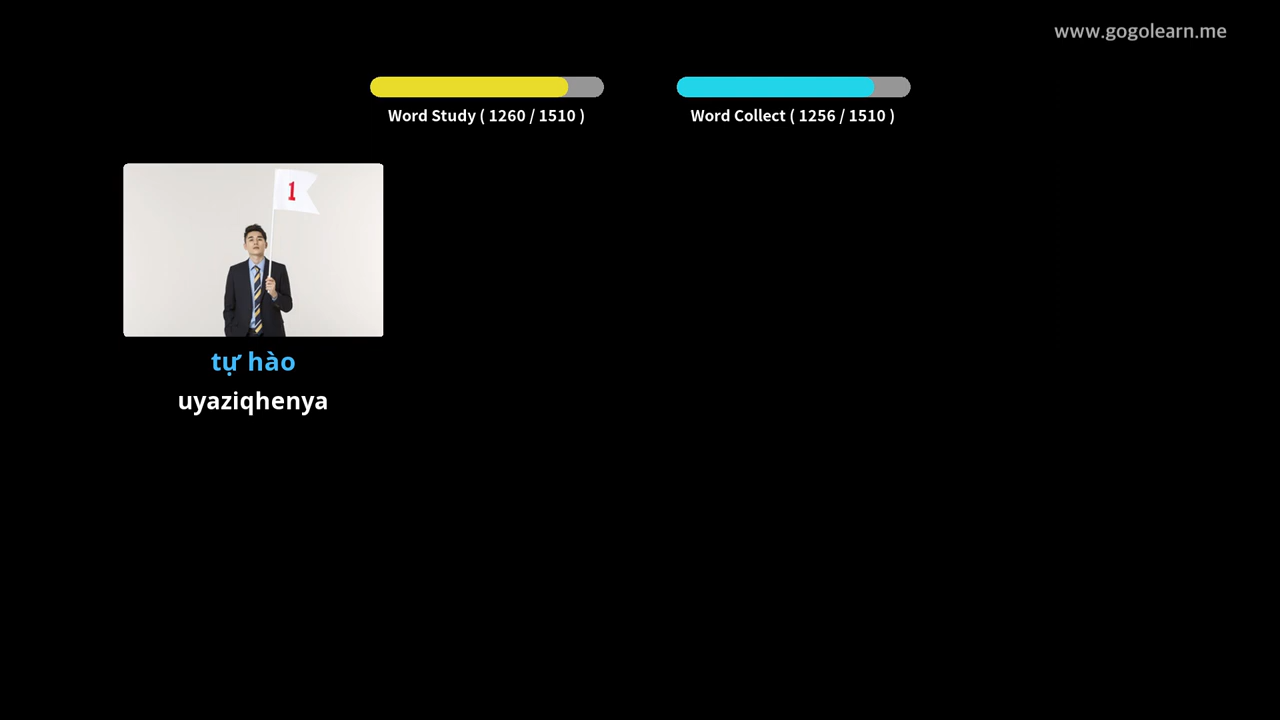 www.gogolearn.me
Word Study ( 1260 / 1510 )
Word Collect ( 1256 / 1510 )
1
tự hào
uyaziqhenya